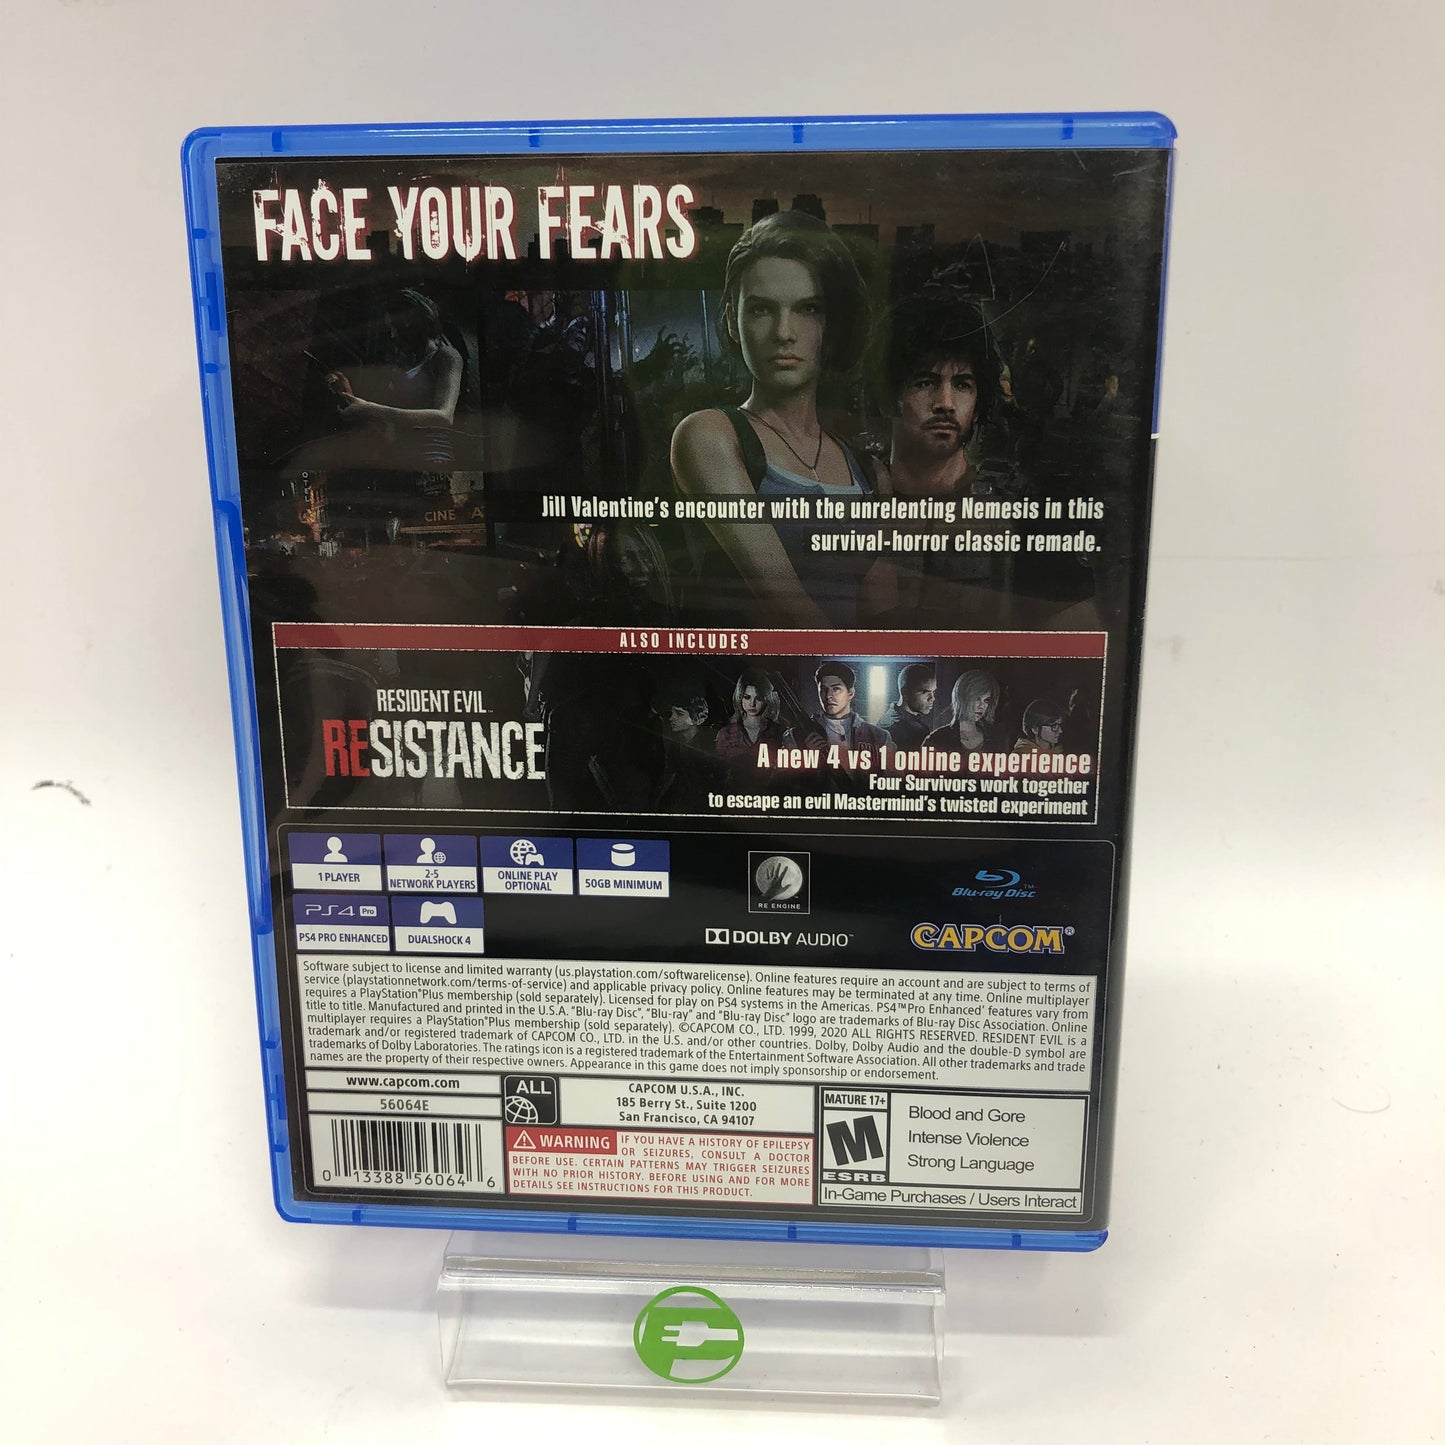 FACE YOUR FEARS
CINE
Jill Valentine's encounter with the unrelenting Nemesis in this
survival-horror classic remade.
ALSO INCLUDES
RESIDENT EVIL™
RESISTANCE
A new 4 vs 1 online experience
Four Survivors work together
to escape an evil Mastermind's twisted experiment
1 PLAYER
2-5
NETWORK PLAYERS
ONLINE PLAY
OPTIONAL
50GB MINIMUM
PS4 Pro
PS4 PRO ENHANCED
DUALSHOCK 4
RE ENGINE
Blu-ray Disc™
DOLBY AUDIO™
CAPCOM®
Software subject to license and limited warranty (us.playstation.com/softwarelicense). Online features require an account and are subject to terms of
service (playstationnetwork.com/terms-of-service) and applicable privacy policy. Online features may be terminated at any time. Online multiplayer
requires a PlayStation®Plus membership (sold separately). Licensed for play on PS4 systems in the Americas. PS4™Pro Enhanced' features vary from
title to title. Manufactured and printed in the U.S.A. "Blu-ray Disc", "Blu-ray" and "Blu-ray Disc" logo are trademarks of Blu-ray Disc Association. Online
multiplayer requires a PlayStation®Plus membership (sold separately). ©CAPCOM CO., LTD. 1999, 2020 ALL RIGHTS RESERVED. RESIDENT EVIL is a
trademark and/or registered trademark of CAPCOM CO., LTD. in the U.S. and/or other countries. Dolby, Dolby Audio and the double-D symbol are
trademarks of Dolby Laboratories. The ratings icon is a registered trademark of the Entertainment Software Association. All other trademarks and trade
names are the property of their respective owners. Appearance in this game does not imply sponsorship or endorsement.
www.capcom.com
56064E
0 13388 56064 6
ALL
CAPCOM U.S.A., INC.
185 Berry St., Suite 1200
San Francisco, CA 94107
WARNING IF YOU HAVE A HISTORY OF EPILEPSY
OR SEIZURES, CONSULT A DOCTOR
BEFORE USE. CERTAIN PATTERNS MAY TRIGGER SEIZURES
WITH NO PRIOR HISTORY. BEFORE USING AND FOR MORE
DETAILS SEE INSTRUCTIONS FOR THIS PRODUCT.
MATURE 17+
M
ESRB
Blood and Gore
Intense Violence
Strong Language
In-Game Purchases / Users Interact